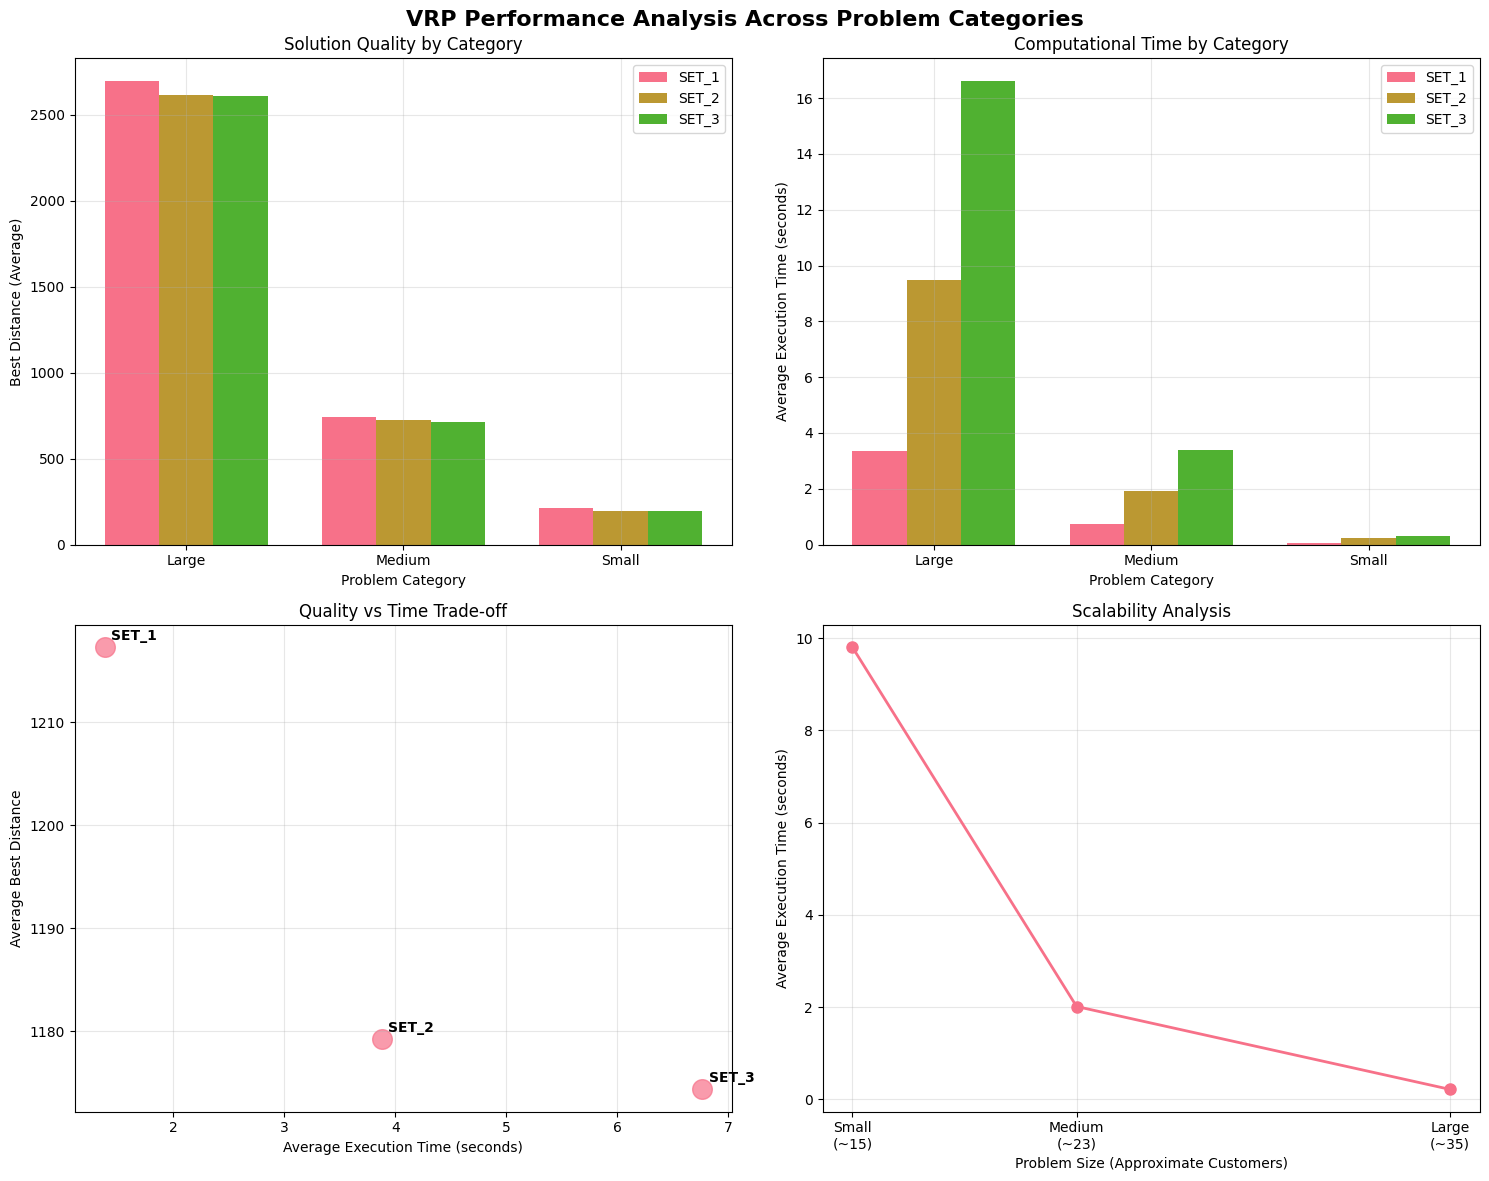 VRP Performance Analysis Across Problem Categories
Solution Quality by Category
Best Distance (Average)
2500
2000
1500
1000
500
0
Large
Medium
Small
Problem Category
SET_1
SET_2
SET_3
Computational Time by Category
Average Execution Time (seconds)
16
14
12
10
8
6
4
2
0
Large
Medium
Small
Problem Category
SET_1
SET_2
SET_3
Quality vs Time Trade-off
Average Best Distance
1210
1200
1190
1180
SET_1
SET_2
SET_3
2
3
4
5
6
7
Average Execution Time (seconds)
Scalability Analysis
Average Execution Time (seconds)
10
8
6
4
2
0
Small
(~15)
Medium
(~23)
Large
(~35)
Problem Size (Approximate Customers)